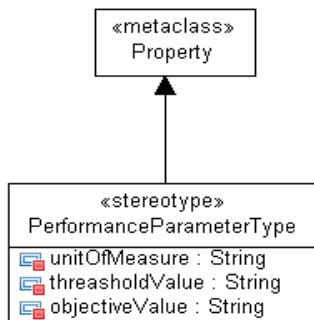 «metaclass»
Property
«stereotype»
PerformanceParameterType
unitOfMeasure : String
threasholdValue : String
objectiveValue : String